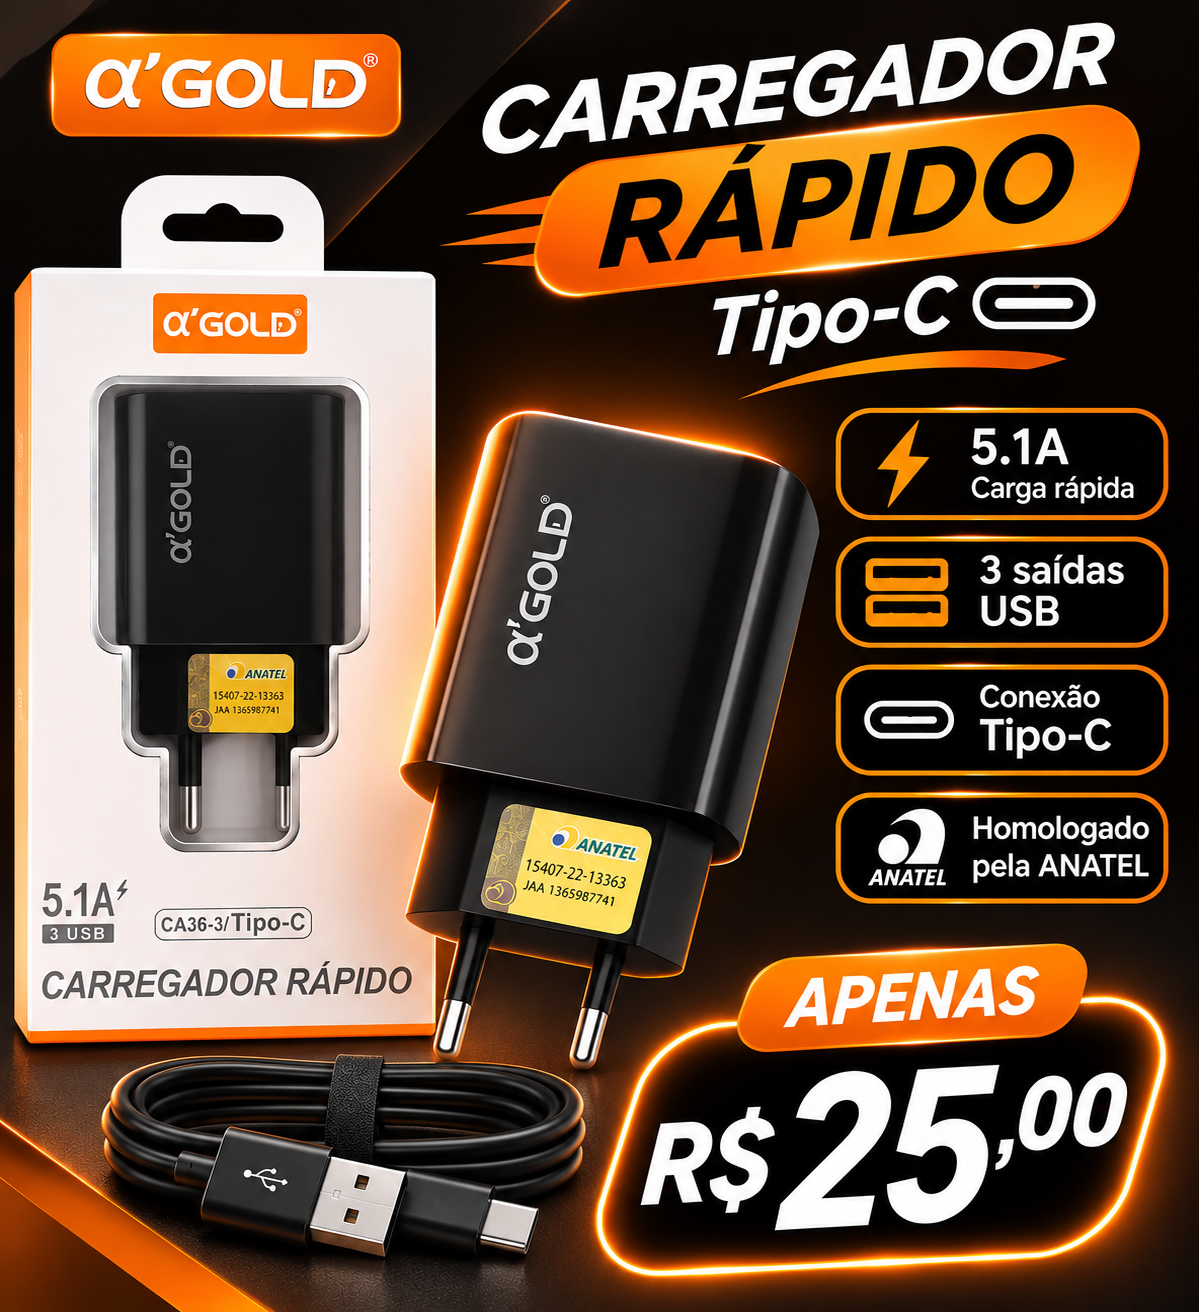 α'GOLD®
CARREGADOR
RÁPIDO
Tipo-C
α'GOLD®
α'GOLD®
ANATEL
15407-22-13363
JAA 1365987741
5.1A
3 USB
CA36-3/Tipo-C
CARREGADOR RÁPIDO
α'GOLD®
ANATEL
15407-22-13363
JAA 1365987741
5.1A
Carga rápida
3 saídas
USB
Conexão
Tipo-C
ANATEL
Homologado
pela ANATEL
APENAS
R$ 25,00